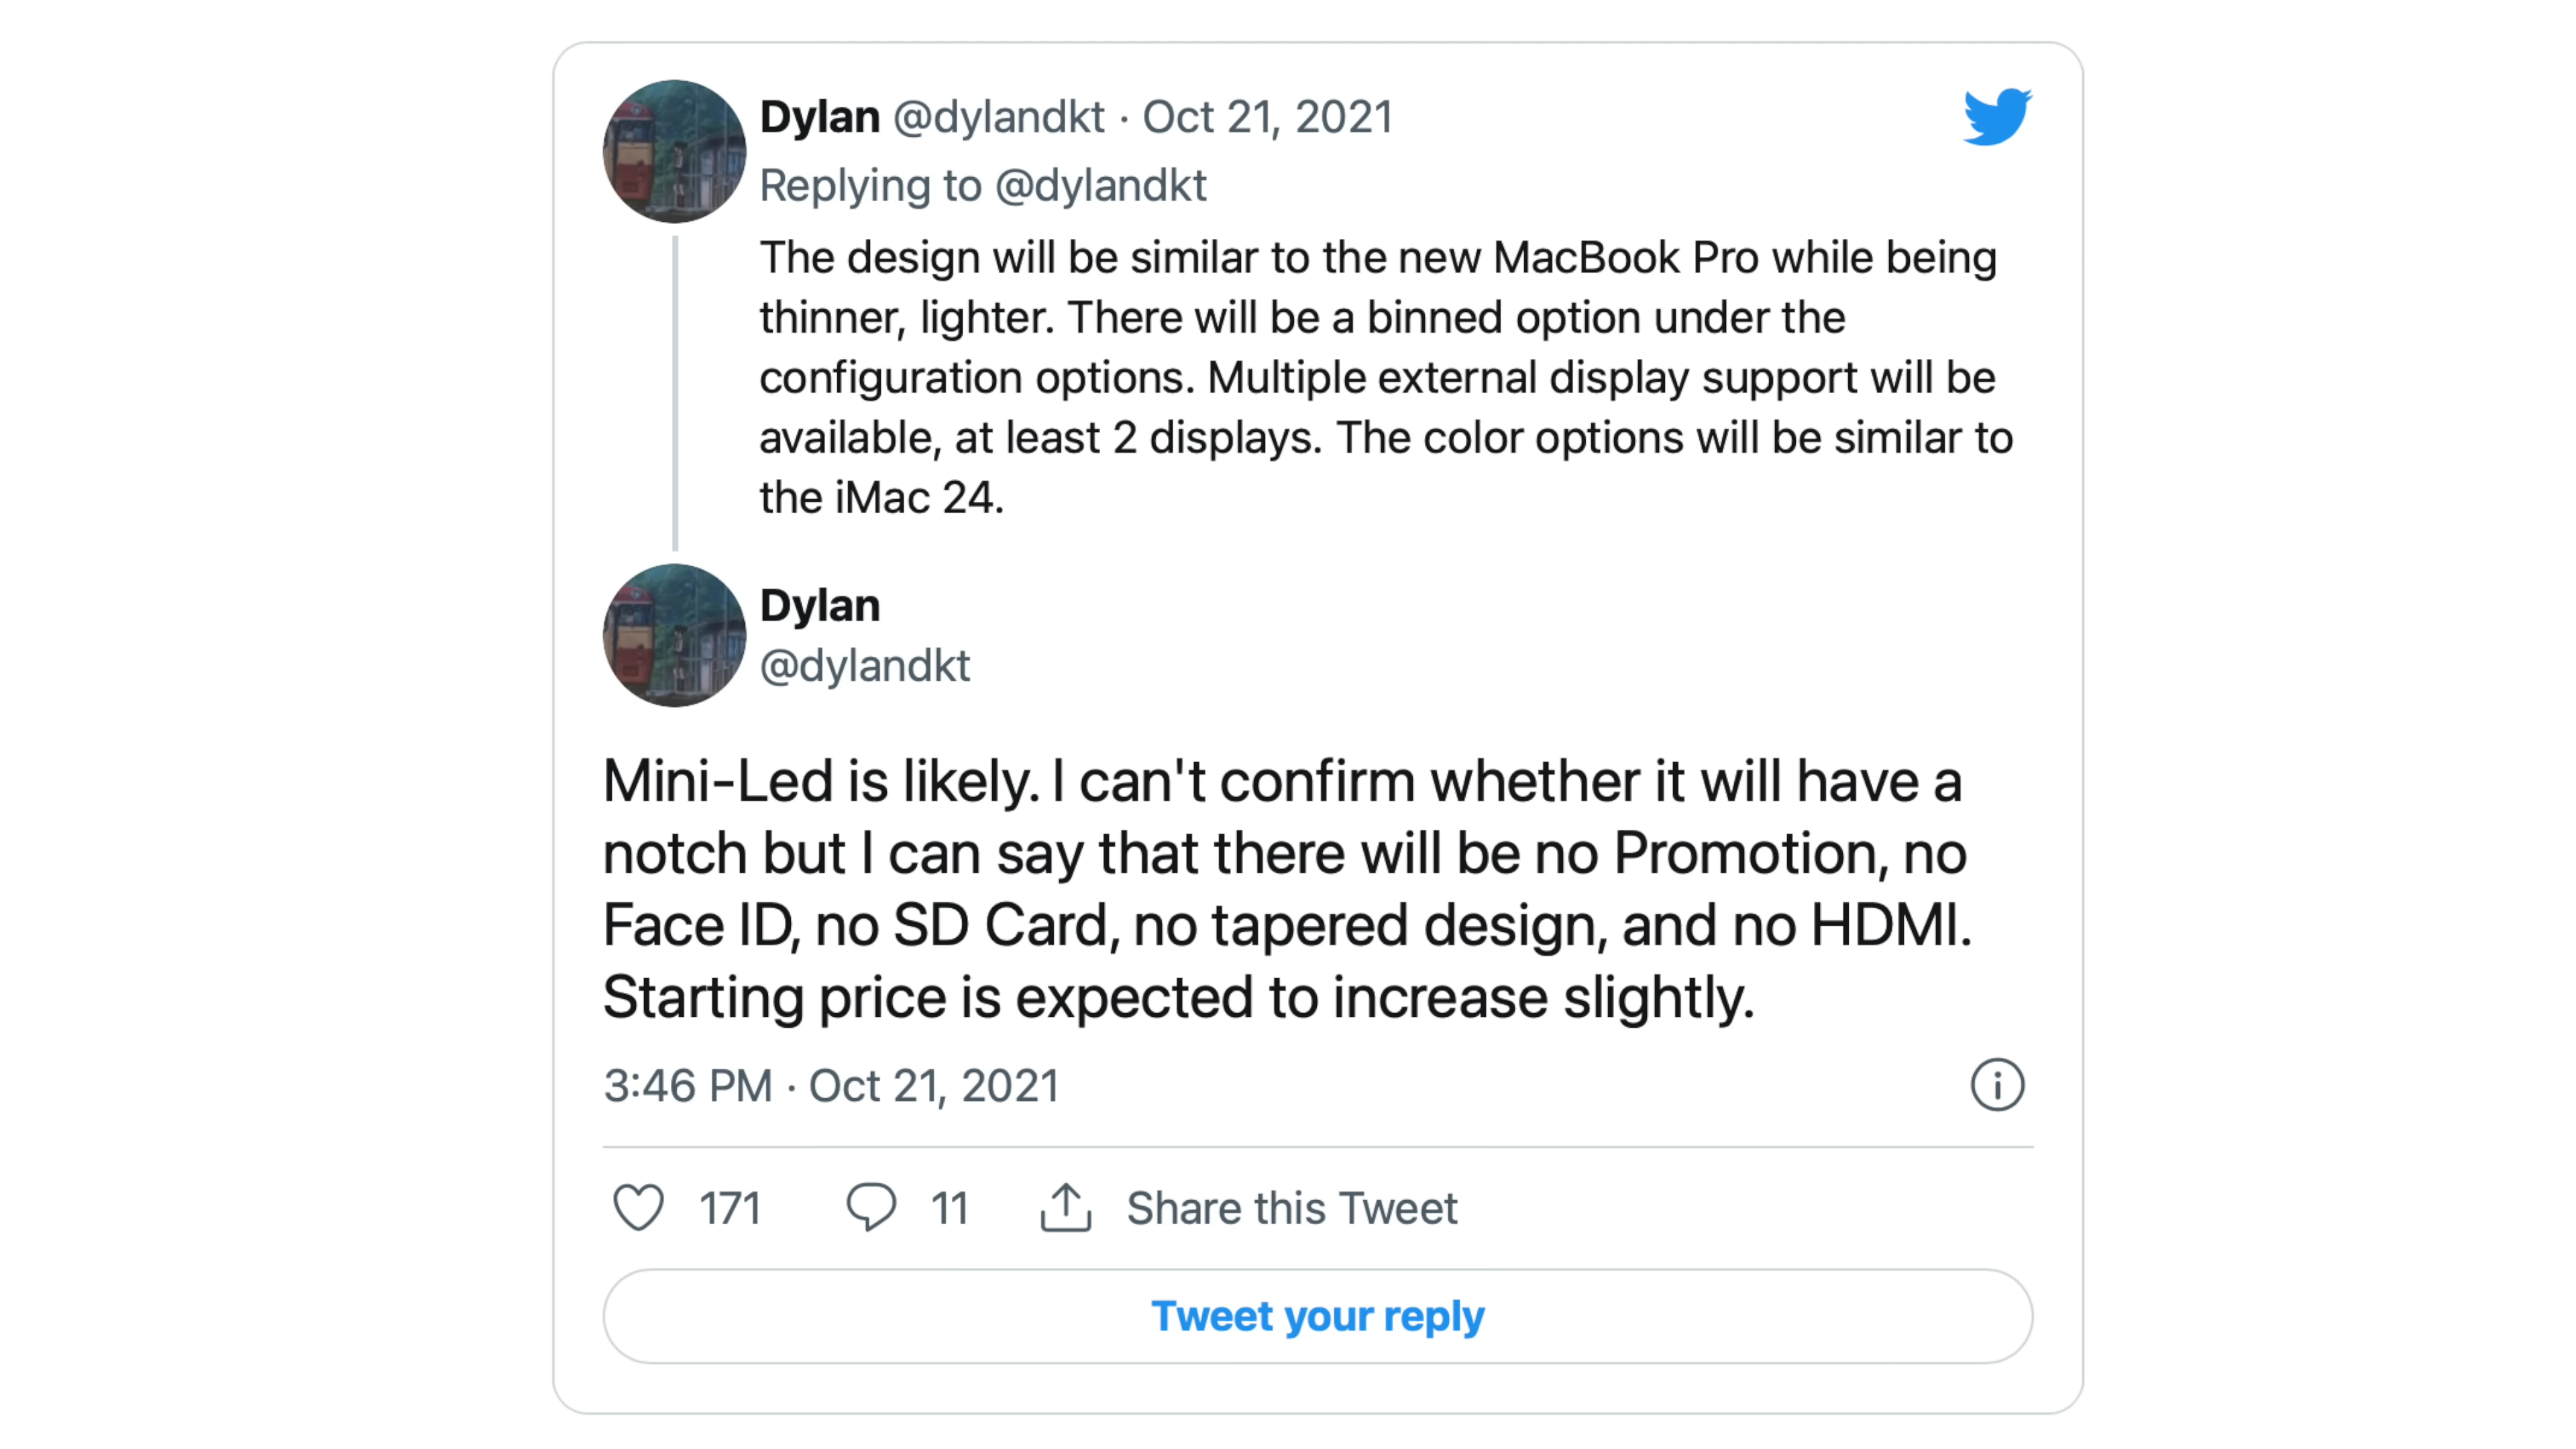 Dylan @dylandkt · Oct 21, 2021
Replying to @dylandkt
The design will be similar to the new MacBook Pro while being
thinner, lighter. There will be a binned option under the
configuration options. Multiple external display support will be
available, at least 2 displays. The color options will be similar to
the iMac 24.
Dylan
@dylandkt
Mini-Led is likely. I can't confirm whether it will have a
notch but I can say that there will be no Promotion, no
Face ID, no SD Card, no tapered design, and no HDMI.
Starting price is expected to increase slightly.
3:46 PM · Oct 21, 2021
171 11 Share this Tweet
Tweet your reply